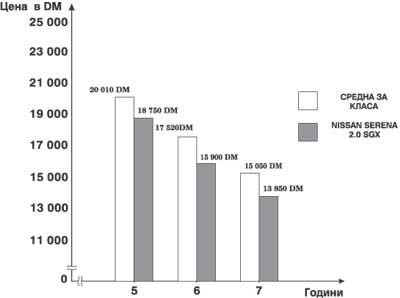 Цена в DM
25 000
23 000
21 000
19 000
17 000
15 000
13 000
11 000
0
20 010 DM
18 750 DM
17 520DM
15 900 DM
15 050 DM
13 850 DM
СРЕДНА ЗА
КЛАСА
NISSAN SERENA
2.0 SGX
5
6
7
Години